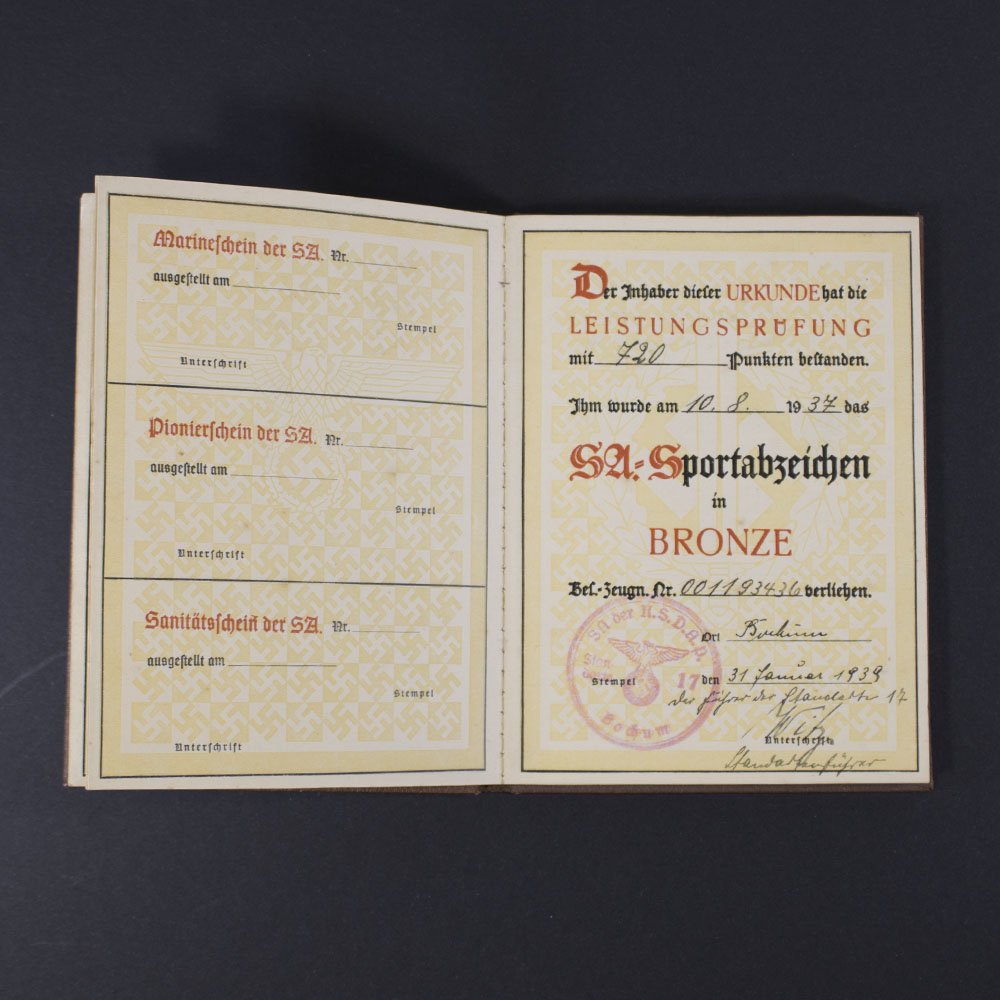 Marineschein der SA. Nr.
ausgestellt am
Stempel
Unterschrift
Pionierschein der SA. Nr.
ausgestellt am
Stempel
Unterschrift
Sanitätsschein der SA. Nr.
ausgestellt am
Stempel
Unterschrift
Der Inhaber dieser URKUNDE hat die
LEISTUNGSPRÜFUNG
mit 720 Punkten bestanden.
Ihm wurde am 10. 8. 1937 das
SA-Sportabzeichen
in
BRONZE
Bes.-Zeugn. Nr. 001193436 verliehen.
Ort Bochum
Stempel den 31 Januar 1939
der Führer der Standarte 17
Unterschrift
Standartenführer
SA der N.S.D.A.P.
17
Bochum